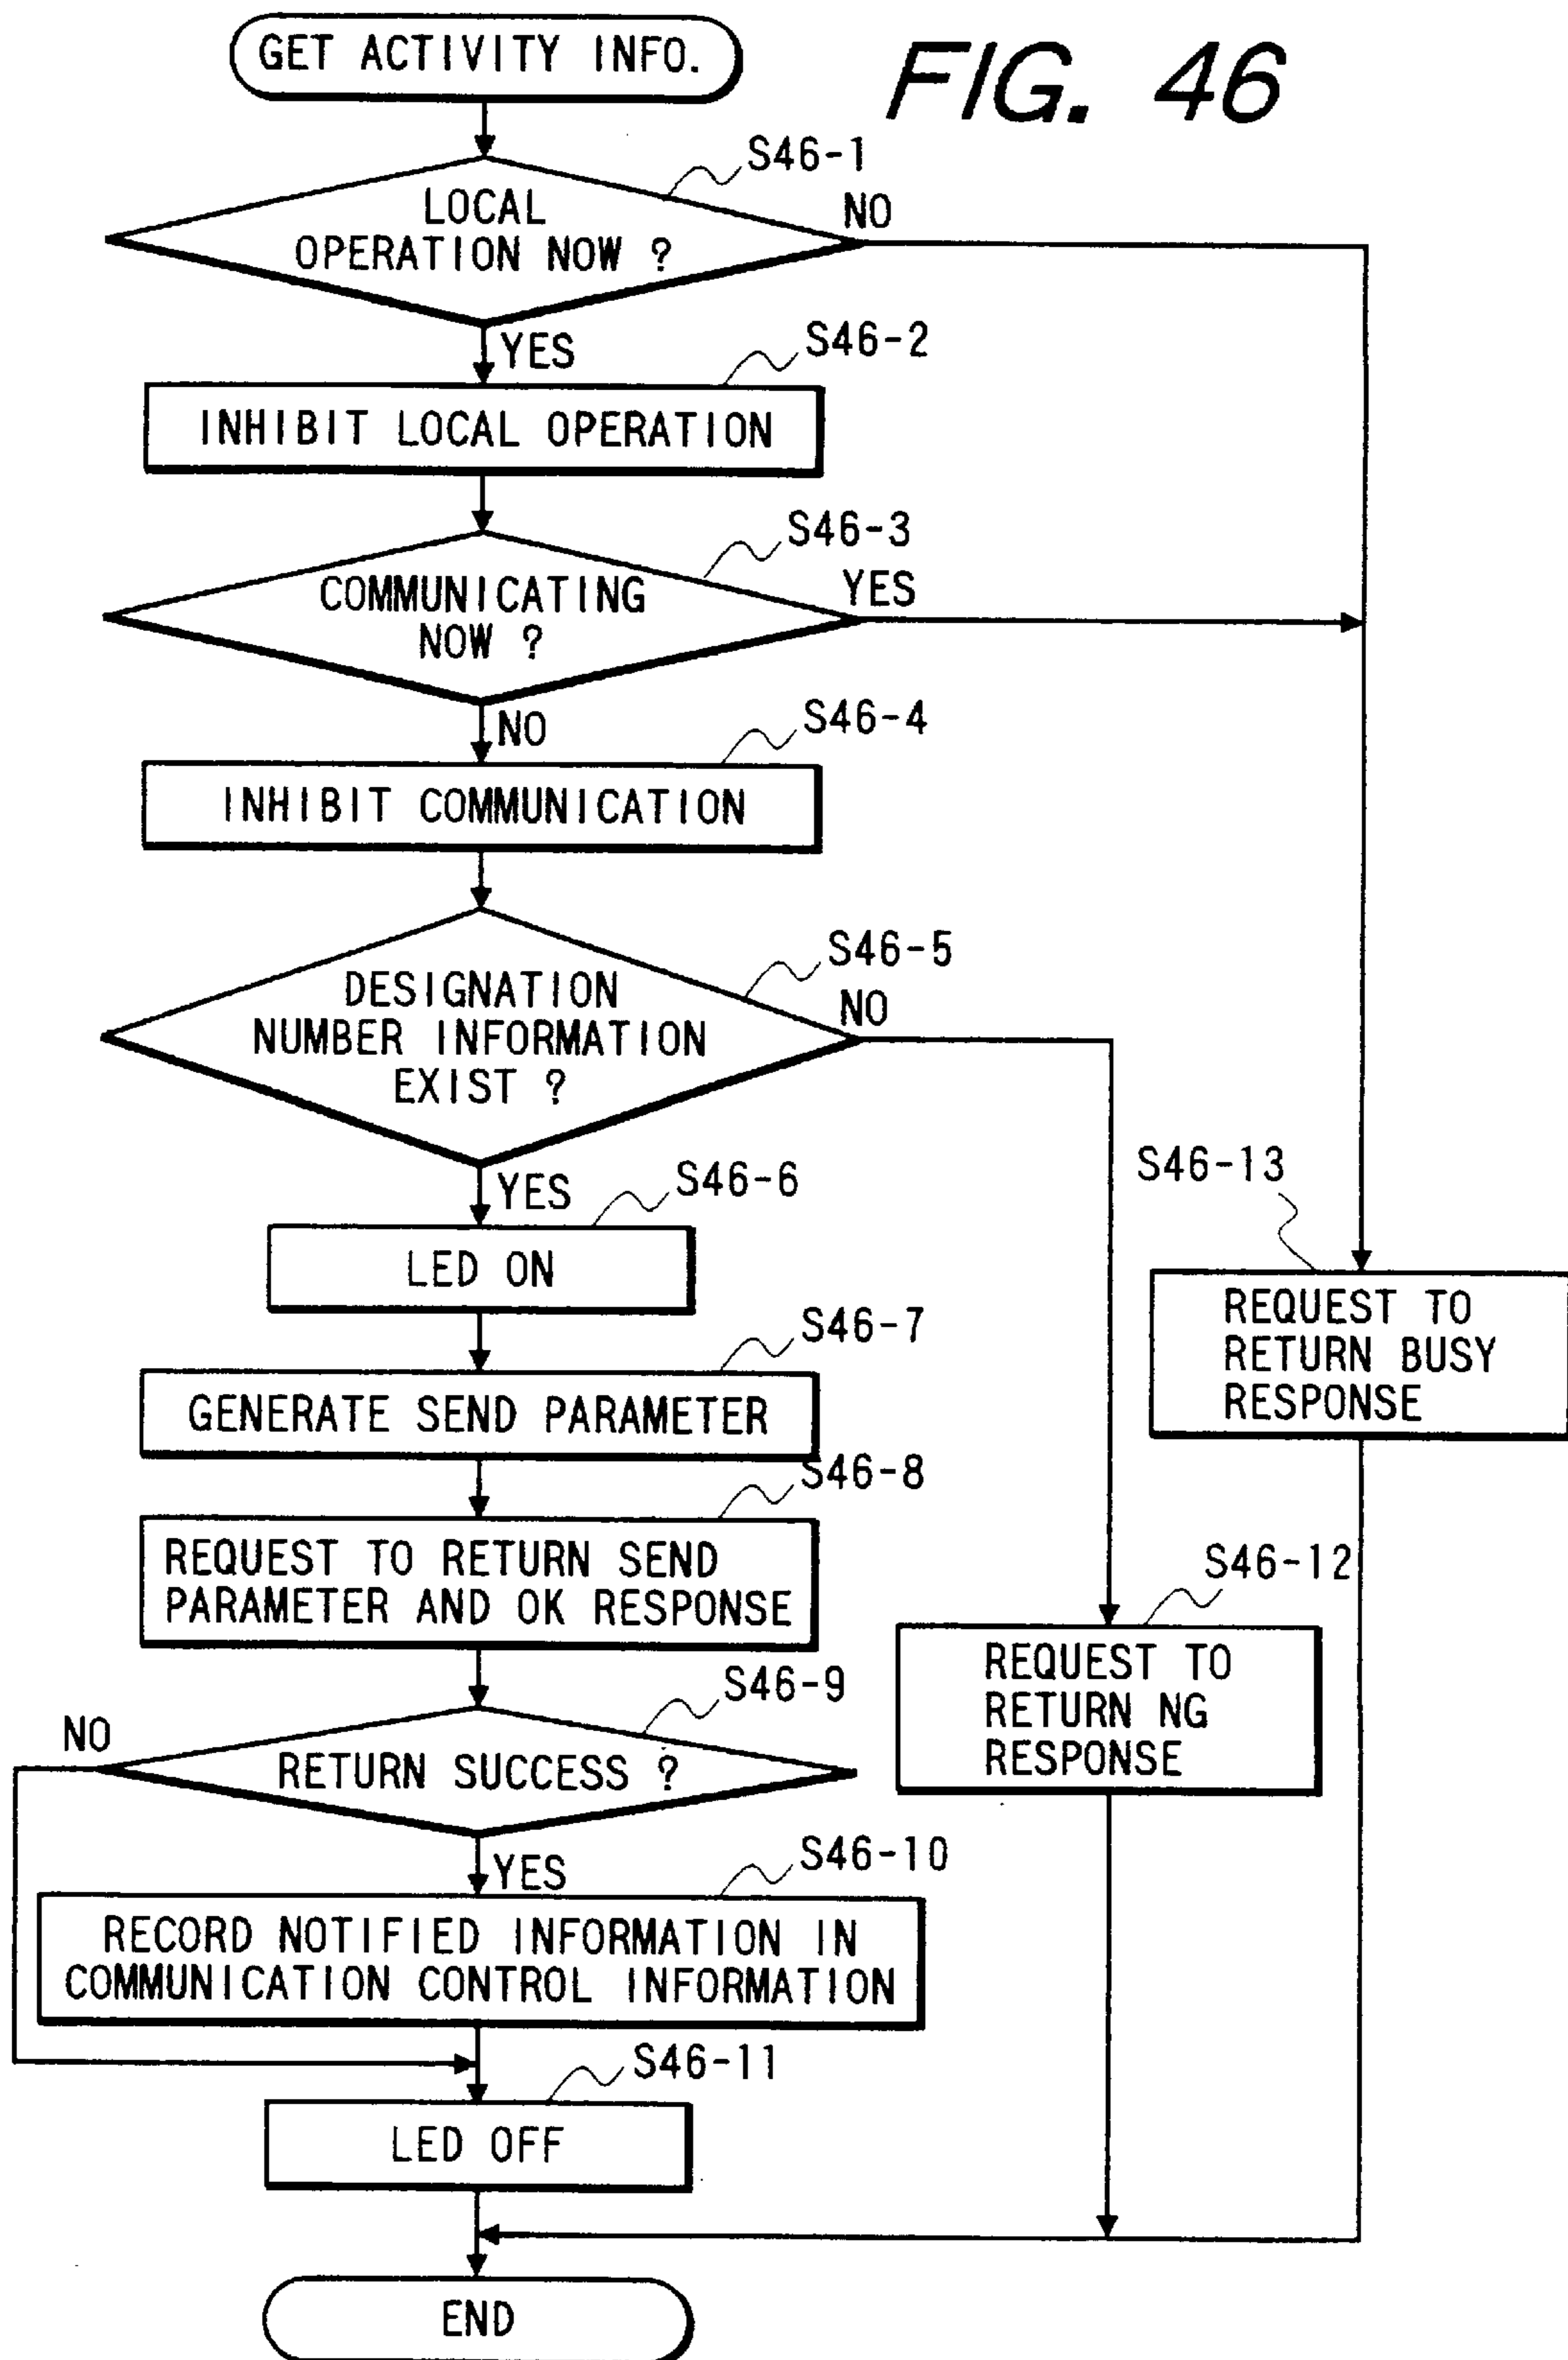 GET ACTIVITY INFO.
FIG. 46
S46-1
LOCAL
OPERATION NOW ?
NO
YES
S46-2
INHIBIT LOCAL OPERATION
S46-3
COMMUNICATING
NOW ?
YES
NO
S46-4
INHIBIT COMMUNICATION
S46-5
DESIGNATION
NUMBER INFORMATION
EXIST ?
NO
YES
S46-6
LED ON
S46-13
REQUEST TO
RETURN BUSY
RESPONSE
S46-7
GENERATE SEND PARAMETER
S46-8
REQUEST TO RETURN SEND
PARAMETER AND OK RESPONSE
S46-12
REQUEST TO
RETURN NG
RESPONSE
S46-9
NO
RETURN SUCCESS ?
YES
S46-10
RECORD NOTIFIED INFORMATION IN
COMMUNICATION CONTROL INFORMATION
S46-11
LED OFF
END